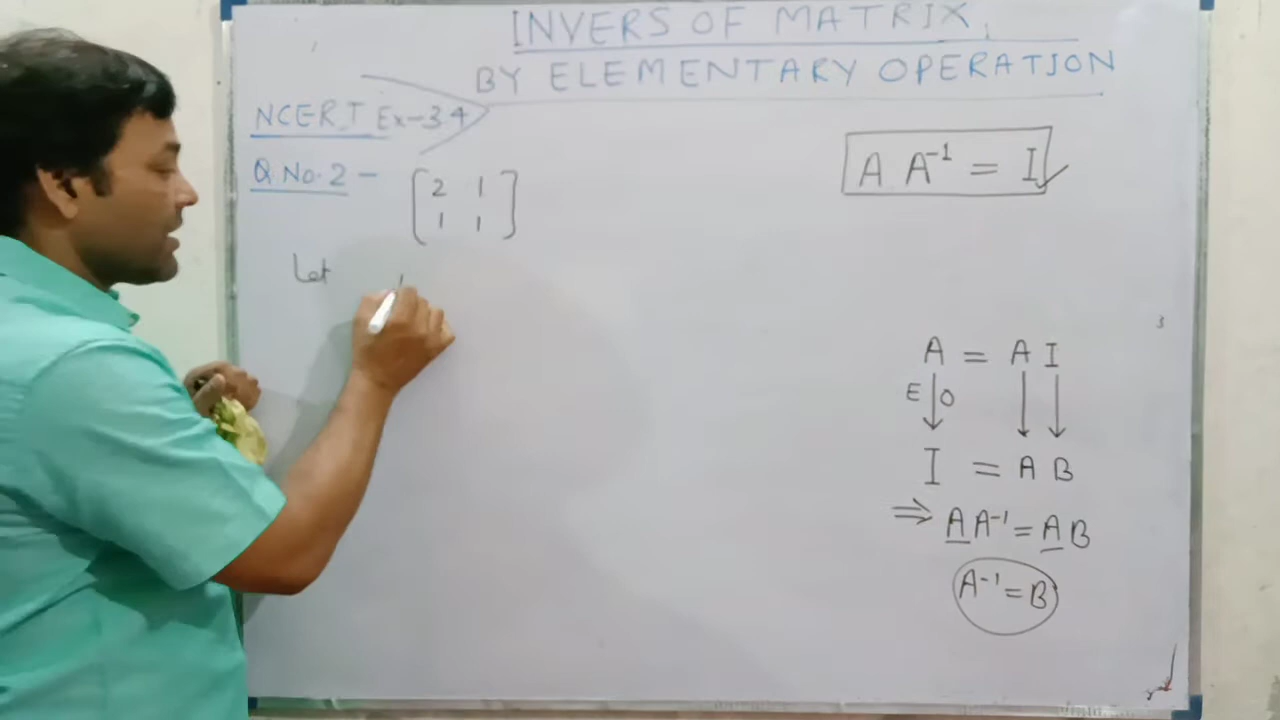 INVERS OF MATRIX,
BY ELEMENTARY OPERATION
NCERT Ex-3.4
Q No. 2 -
[2 1
1 1]
A A⁻¹ = I ✓
Let
3
A = A I
E O
I = A B
⇒ A A⁻¹ = A B
A⁻¹ = B